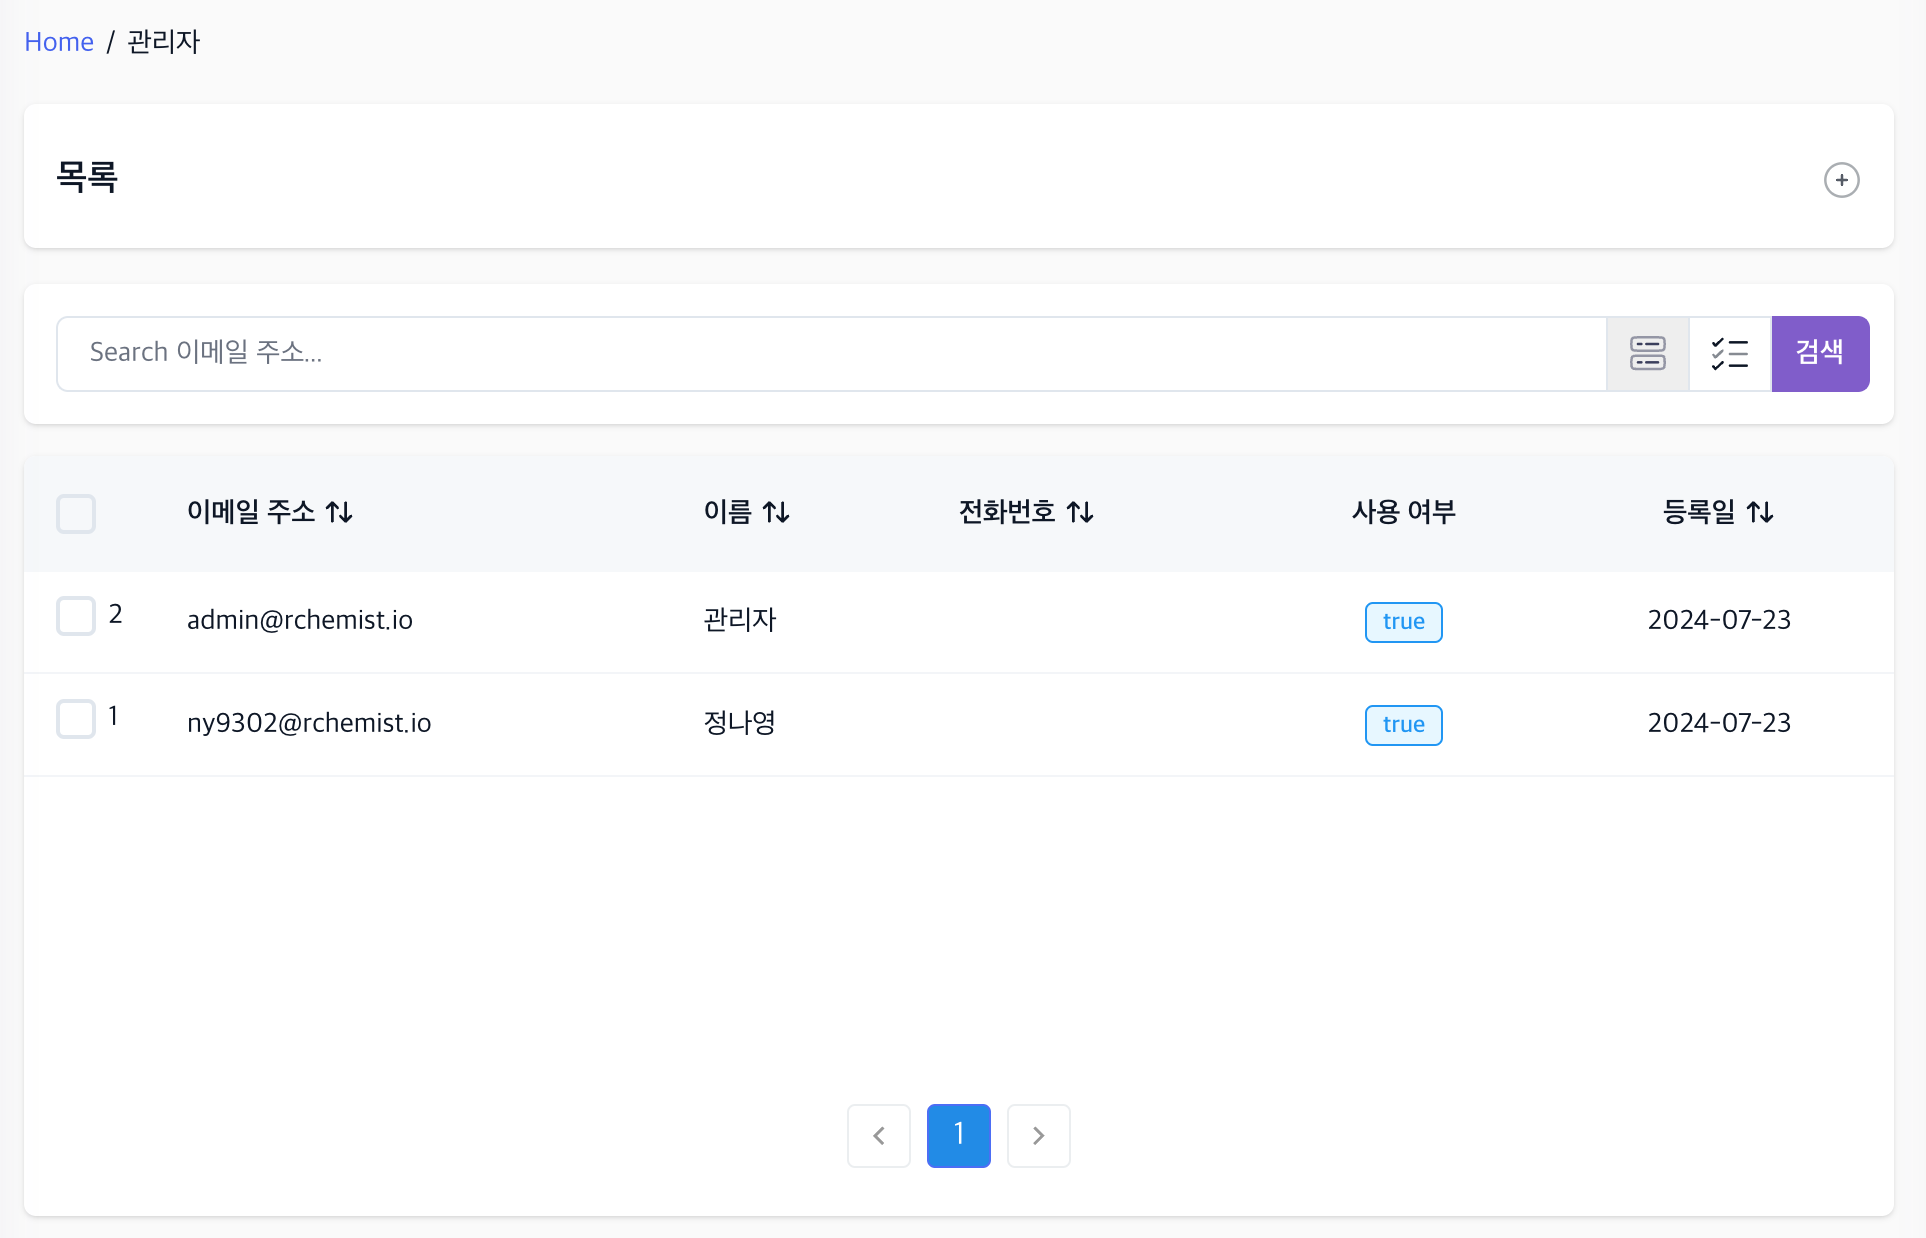 Home / 관리자
목록
Search 이메일 주소...
검색
이메일 주소 이름 전화번호 사용 여부 등록일
2 admin@rchemist.io 관리자 true 2024-07-23
1 ny9302@rchemist.io 정나영 true 2024-07-23
1